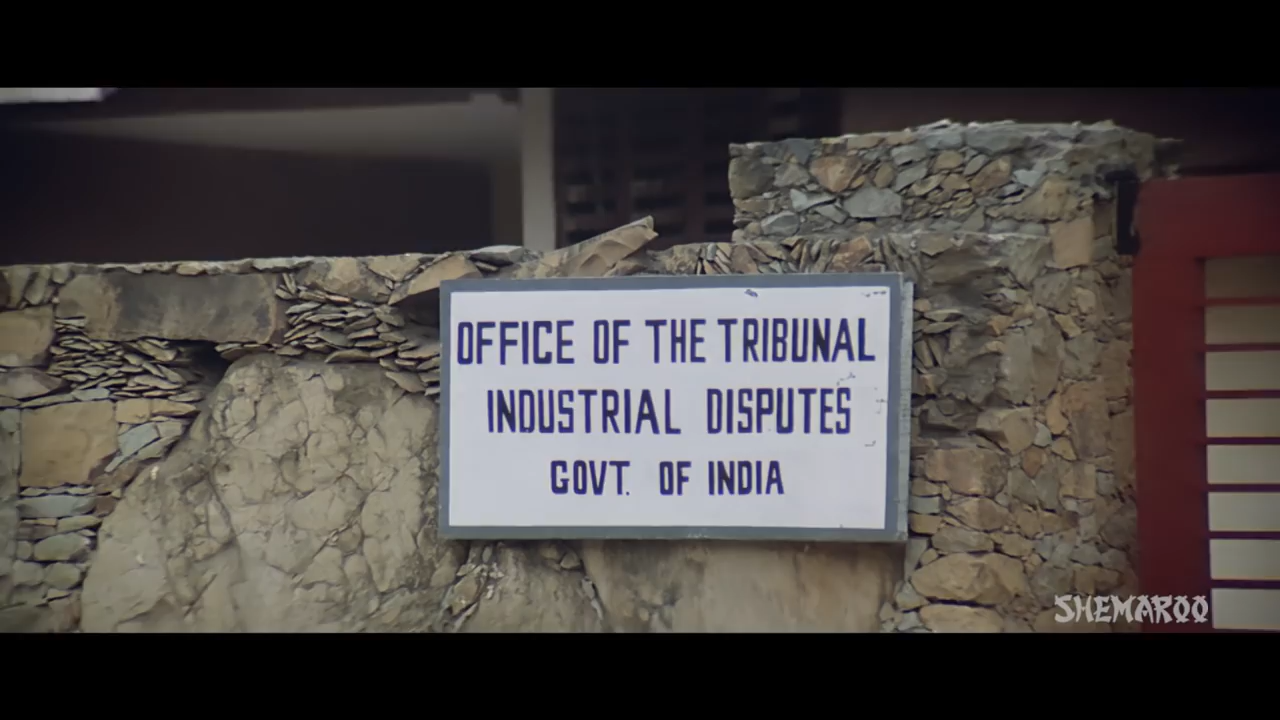 OFFICE OF THE TRIBUNAL
INDUSTRIAL DISPUTES
GOVT. OF INDIA
SHEMAROO